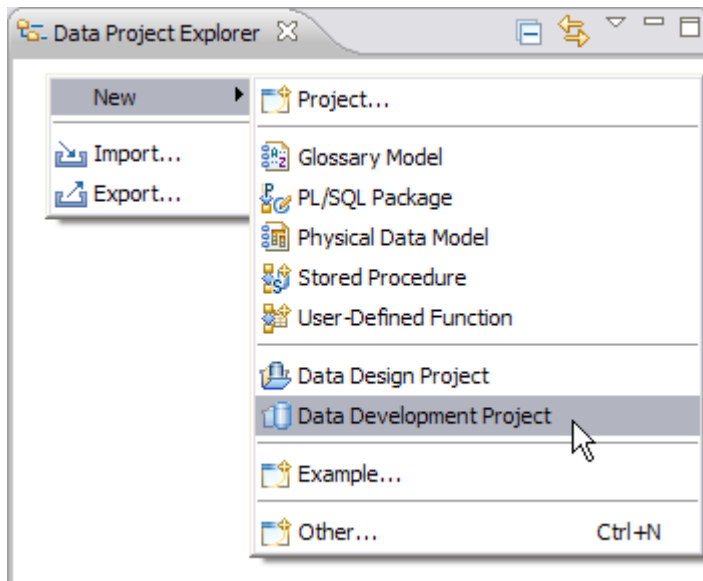 Data Project Explorer
New
Import...
Export...
Project...
Glossary Model
PL/SQL Package
Physical Data Model
Stored Procedure
User-Defined Function
Data Design Project
Data Development Project
Example...
Other... Ctrl+N